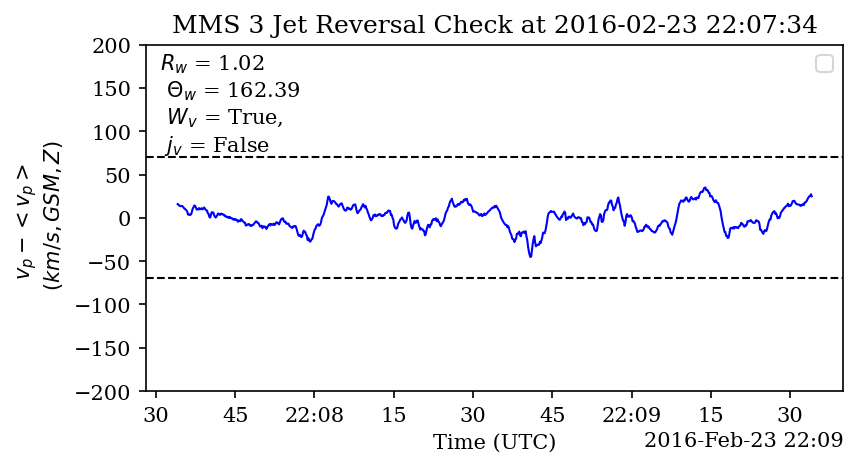 MMS 3 Jet Reversal Check at 2016-02-23 22:07:34
R_w = 1.02
Θ_w = 162.39
W_v = True,
j_v = False
v_p − <v_p>
(km/s, GSM, Z)
200
150
100
50
0
−50
−100
−150
−200
30 45 22:08 15 30 45 22:09 15 30
Time (UTC)
2016-Feb-23 22:09